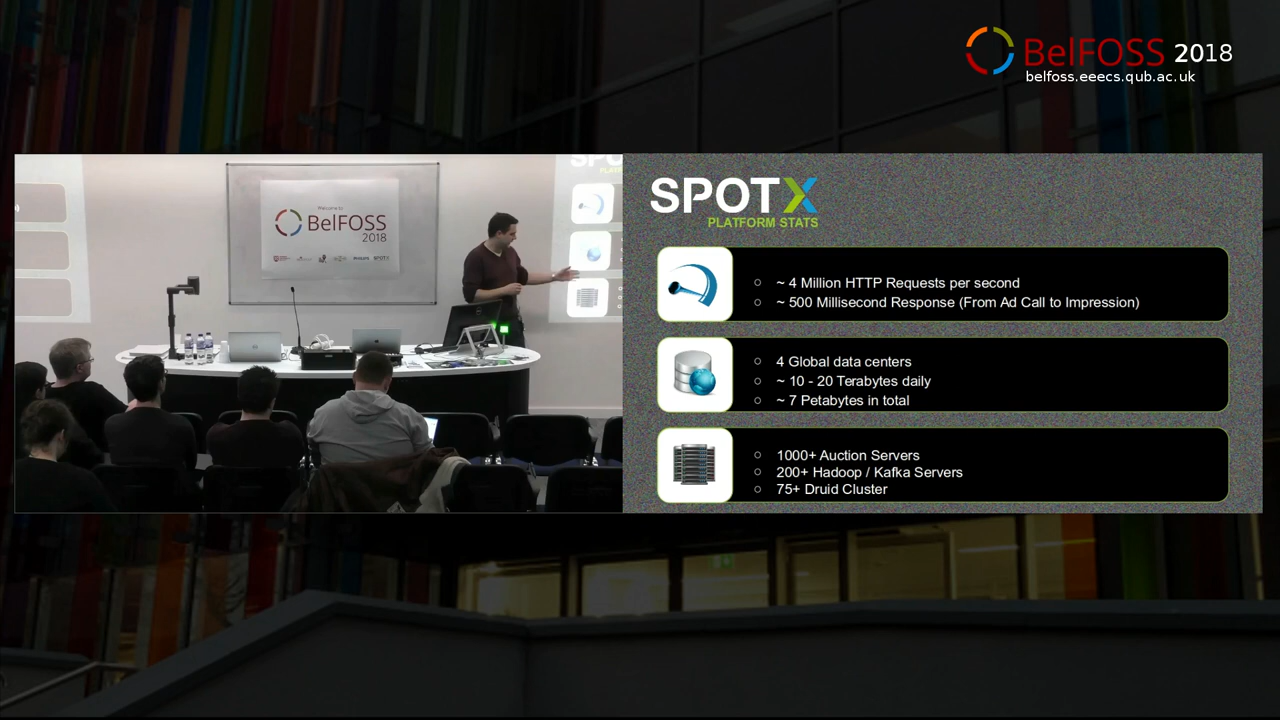 BelFOSS 2018
belfoss.eeecs.qub.ac.uk
Welcome to
BelFOSS
2018
SPOTX
PLATFORM STATS
~ 4 Million HTTP Requests per second
~ 500 Millisecond Response (From Ad Call to Impression)
4 Global data centers
~ 10 - 20 Terabytes daily
~ 7 Petabytes in total
1000+ Auction Servers
200+ Hadoop / Kafka Servers
75+ Druid Cluster